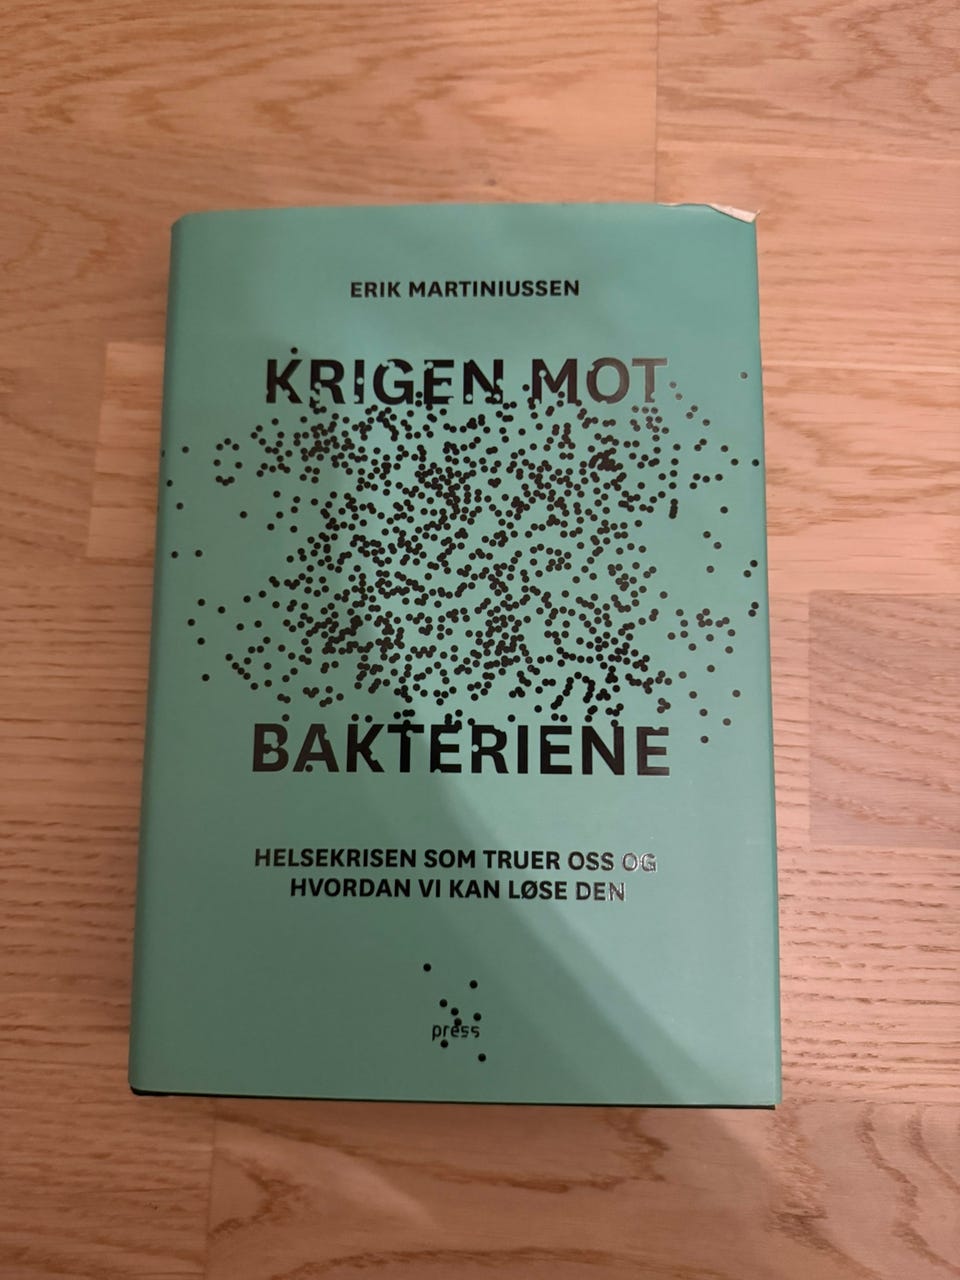 ERIK MARTINIUSSEN
KRIGEN MOT
BAKTERIENE
HELSEKRISEN SOM TRUER OSS OG
HVORDAN VI KAN LØSE DEN
press